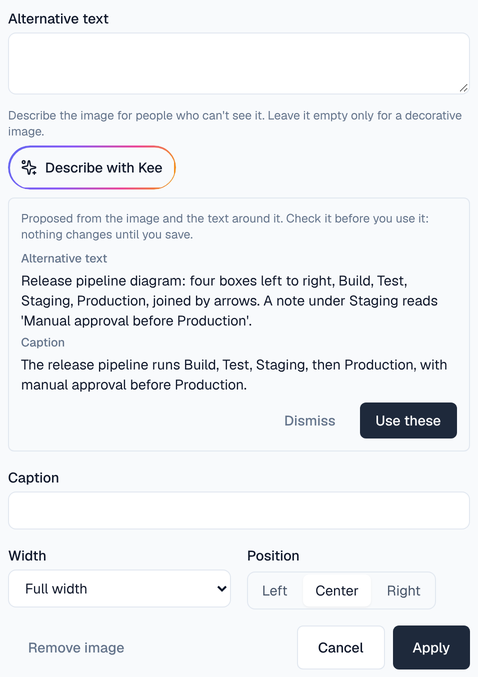 Alternative text
Describe the image for people who can't see it. Leave it empty only for a decorative
image.
Describe with Kee
Proposed from the image and the text around it. Check it before you use it:
nothing changes until you save.
Alternative text
Release pipeline diagram: four boxes left to right, Build, Test,
Staging, Production, joined by arrows. A note under Staging reads
'Manual approval before Production'.
Caption
The release pipeline runs Build, Test, Staging, then Production, with
manual approval before Production.
Dismiss
Use these
Caption
Width
Position
Full width
Left
Center
Right
Remove image
Cancel
Apply